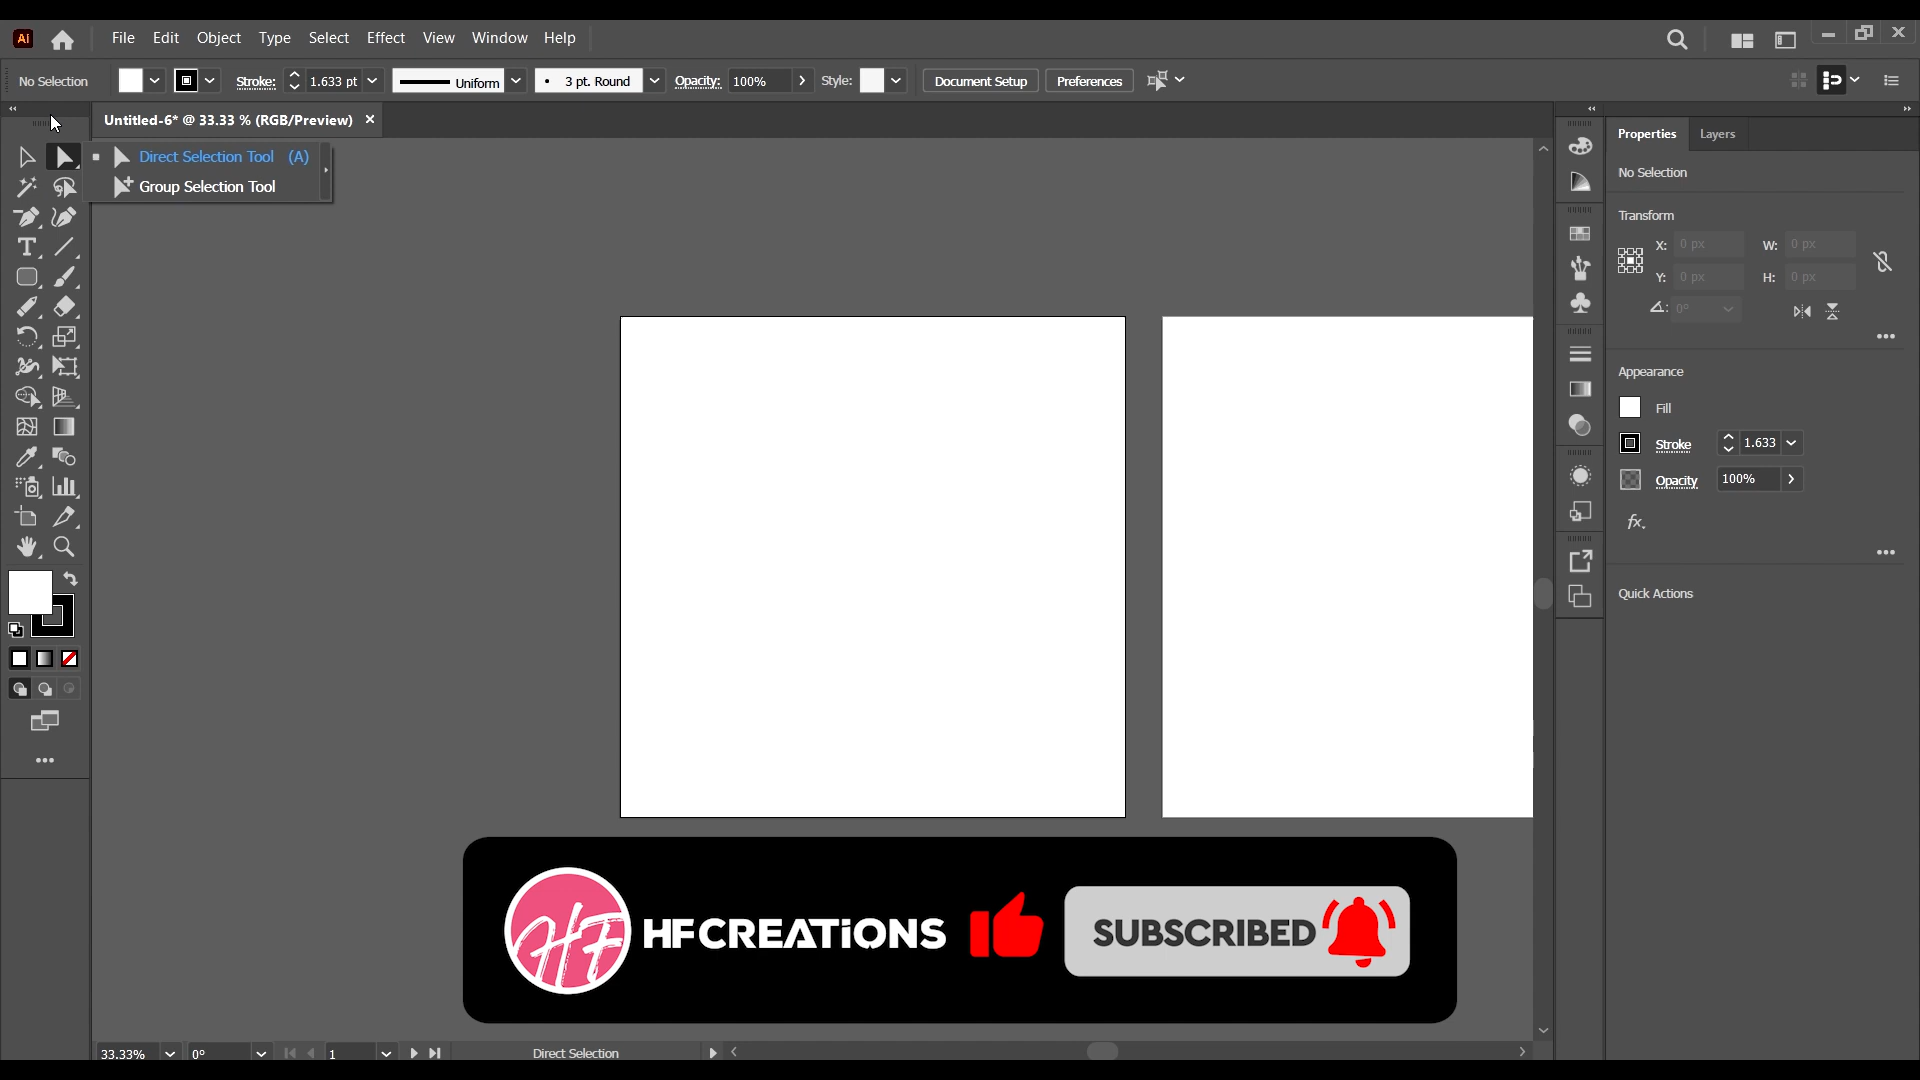 Ai File Edit Object Type Select Effect View Window Help
No Selection Stroke: 1.633 pt Uniform 3 pt. Round Opacity: 100% Style: Document Setup Preferences
Untitled-6* @ 33.33 % (RGB/Preview)
Direct Selection Tool (A)
Group Selection Tool
Properties Layers
No Selection
Transform
X: 0 px W: 0 px
Y: 0 px H: 0 px
0°
Appearance
Fill
Stroke 1.633
Opacity 100%
fx.
Quick Actions
HF HFCREATiONS SUBSCRIBED
33.33% 0° 1 Direct Selection